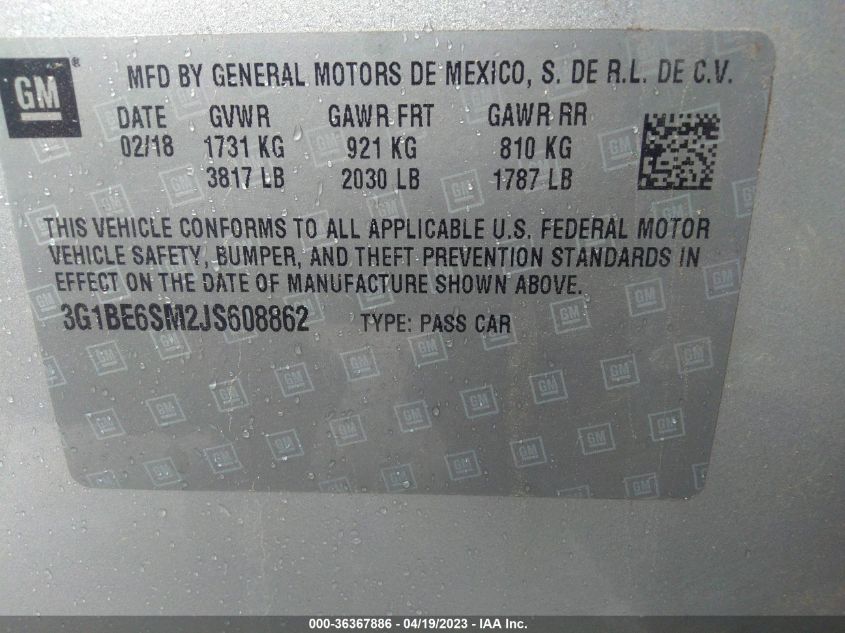 GM ® MFD BY GENERAL MOTORS DE MEXICO, S. DE R.L. DE C.V.
DATE GVWR GAWR FRT GAWR RR
02/18 1731 KG 921 KG 810 KG
3817 LB 2030 LB 1787 LB
THIS VEHICLE CONFORMS TO ALL APPLICABLE U.S. FEDERAL MOTOR
VEHICLE SAFETY, BUMPER, AND THEFT PREVENTION STANDARDS IN
EFFECT ON THE DATE OF MANUFACTURE SHOWN ABOVE.
3G1BE6SM2JS608862 TYPE: PASS CAR
000-36367886 - 04/19/2023 - IAA Inc.